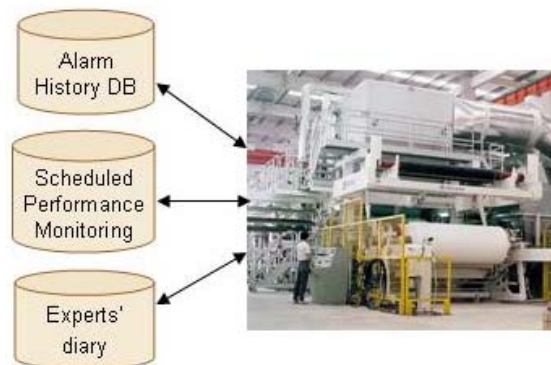 Alarm
History DB
Scheduled
Performance
Monitoring
Experts'
diary